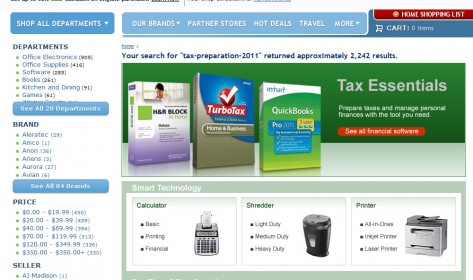 SHOP ALL DEPARTMENTS
OUR BRANDS
PARTNER STORES
HOT DEALS
TRAVEL
MORE
HOME SHOPPING LIST
CART: 0 items
DEPARTMENTS
Office Electronics (909)
Office Supplies (416)
Software (285)
Books (261)
Kitchen and Dining (91)
Games (61)
See All 28 Departments
BRAND
Aleratec (29)
Amco (1)
Anon (36)
Ariens (3)
Aurora (27)
Avian (6)
See All 84 Brands
PRICE
$0.00 - $19.99 (430)
$20.00 - $39.99 (439)
$40.00 - $69.99 (394)
$70.00 - $119.99 (313)
$120.00 - $349.99 (336)
$350.00 - $350.00+ (330)
SELLER
AJ Madison (1)
home >
Your search for "tax-preparation-2011" returned approximately 2,242 results.
H&R BLOCK
At Home
Deluxe
TurboTax
Home & Business
intuit
QuickBooks
Pro 2011
Tax Essentials
Prepare taxes and manage personal
finances with the tool you need.
See all financial software
Smart Technology
Calculator
Basic
Printing
Financial
Shredder
Light Duty
Medium Duty
Heavy Duty
Printer
All-In-Ones
Inkjet Printer
Laser Printer